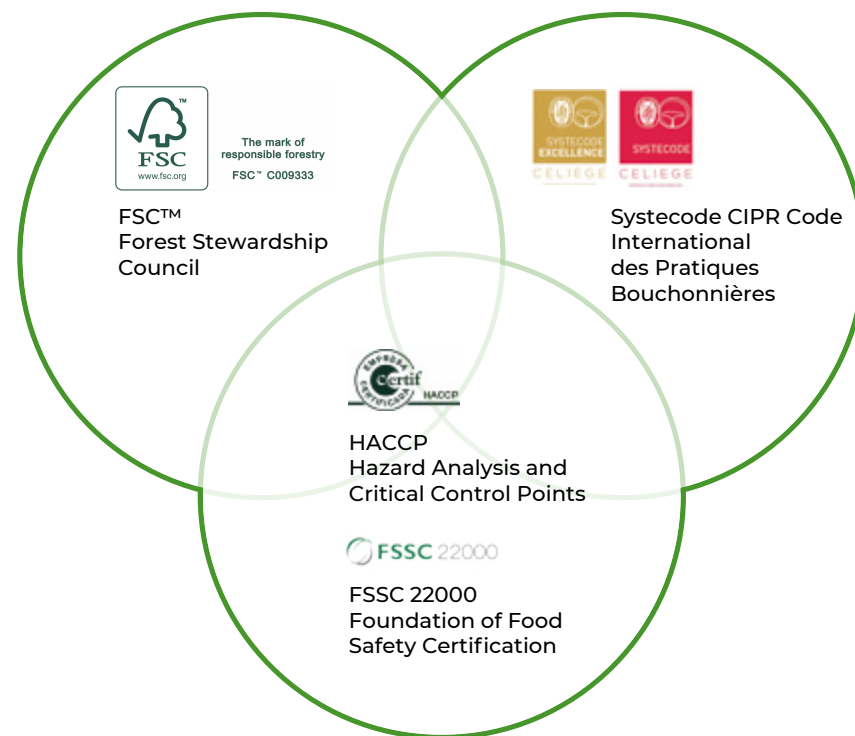 FSC
www.fsc.org
The mark of
responsible forestry
FSC™ C009333
FSC™
Forest Stewardship
Council
SYSTECODE
EXCELLENCE
CELIEGE
SYSTECODE
CELIEGE
Systecode CIPR Code
International
des Pratiques
Bouchonnières
EMPRESA
certif
CERTIFICADA
HACCP
HACCP
Hazard Analysis and
Critical Control Points
FSSC 22000
FSSC 22000
Foundation of Food
Safety Certification